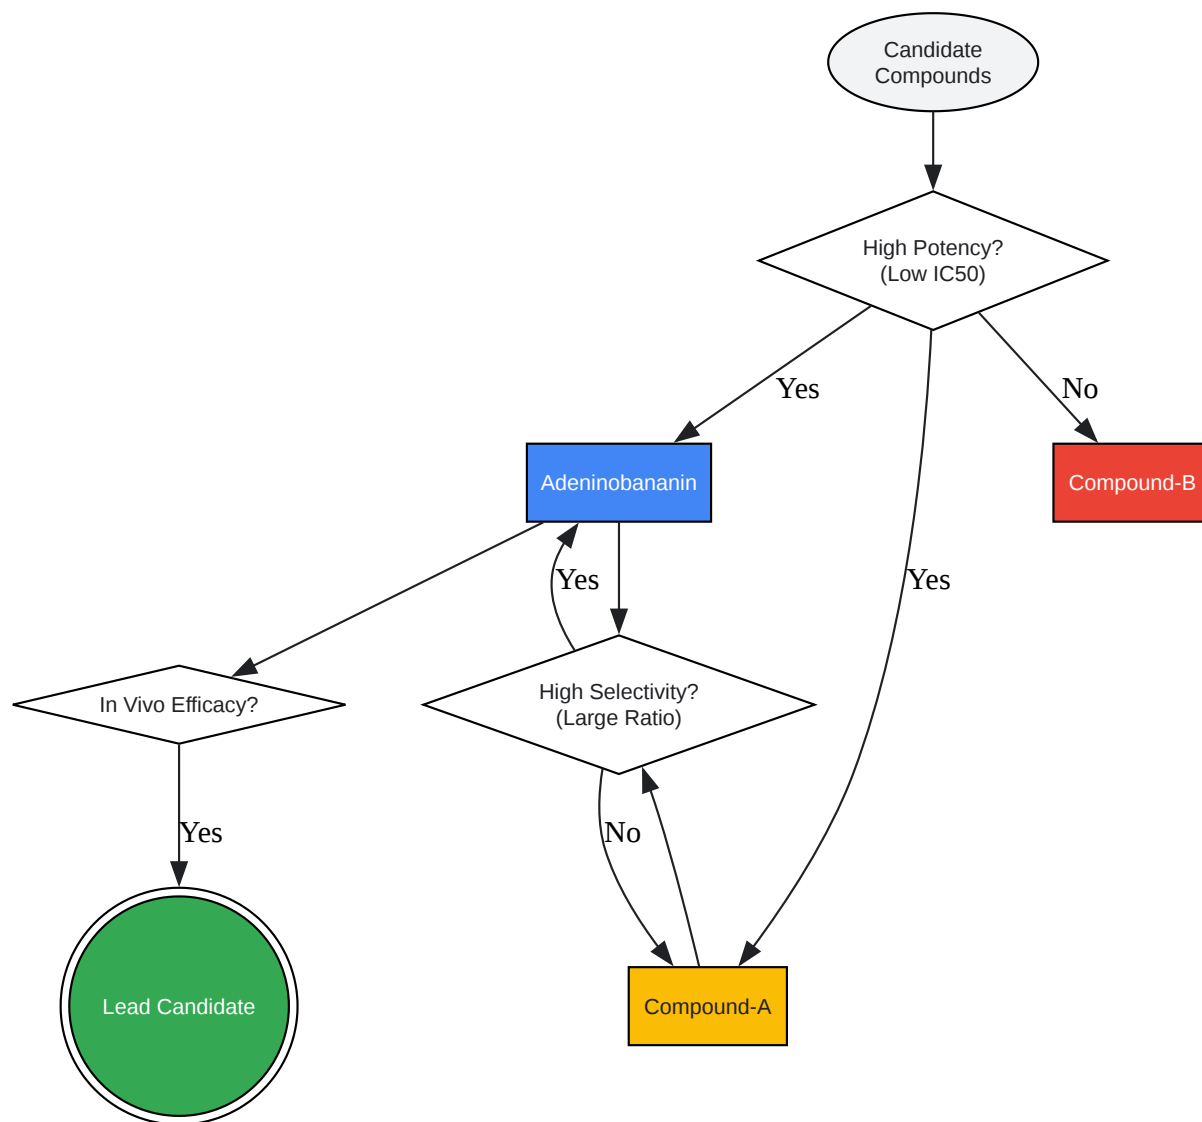 Candidate
Compounds
High Potency?
(Low IC50)
Yes
No
Adeninobananin
Compound-B
Yes
Yes
In Vivo Efficacy?
High Selectivity?
(Large Ratio)
Yes
No
Lead Candidate
Compound-A